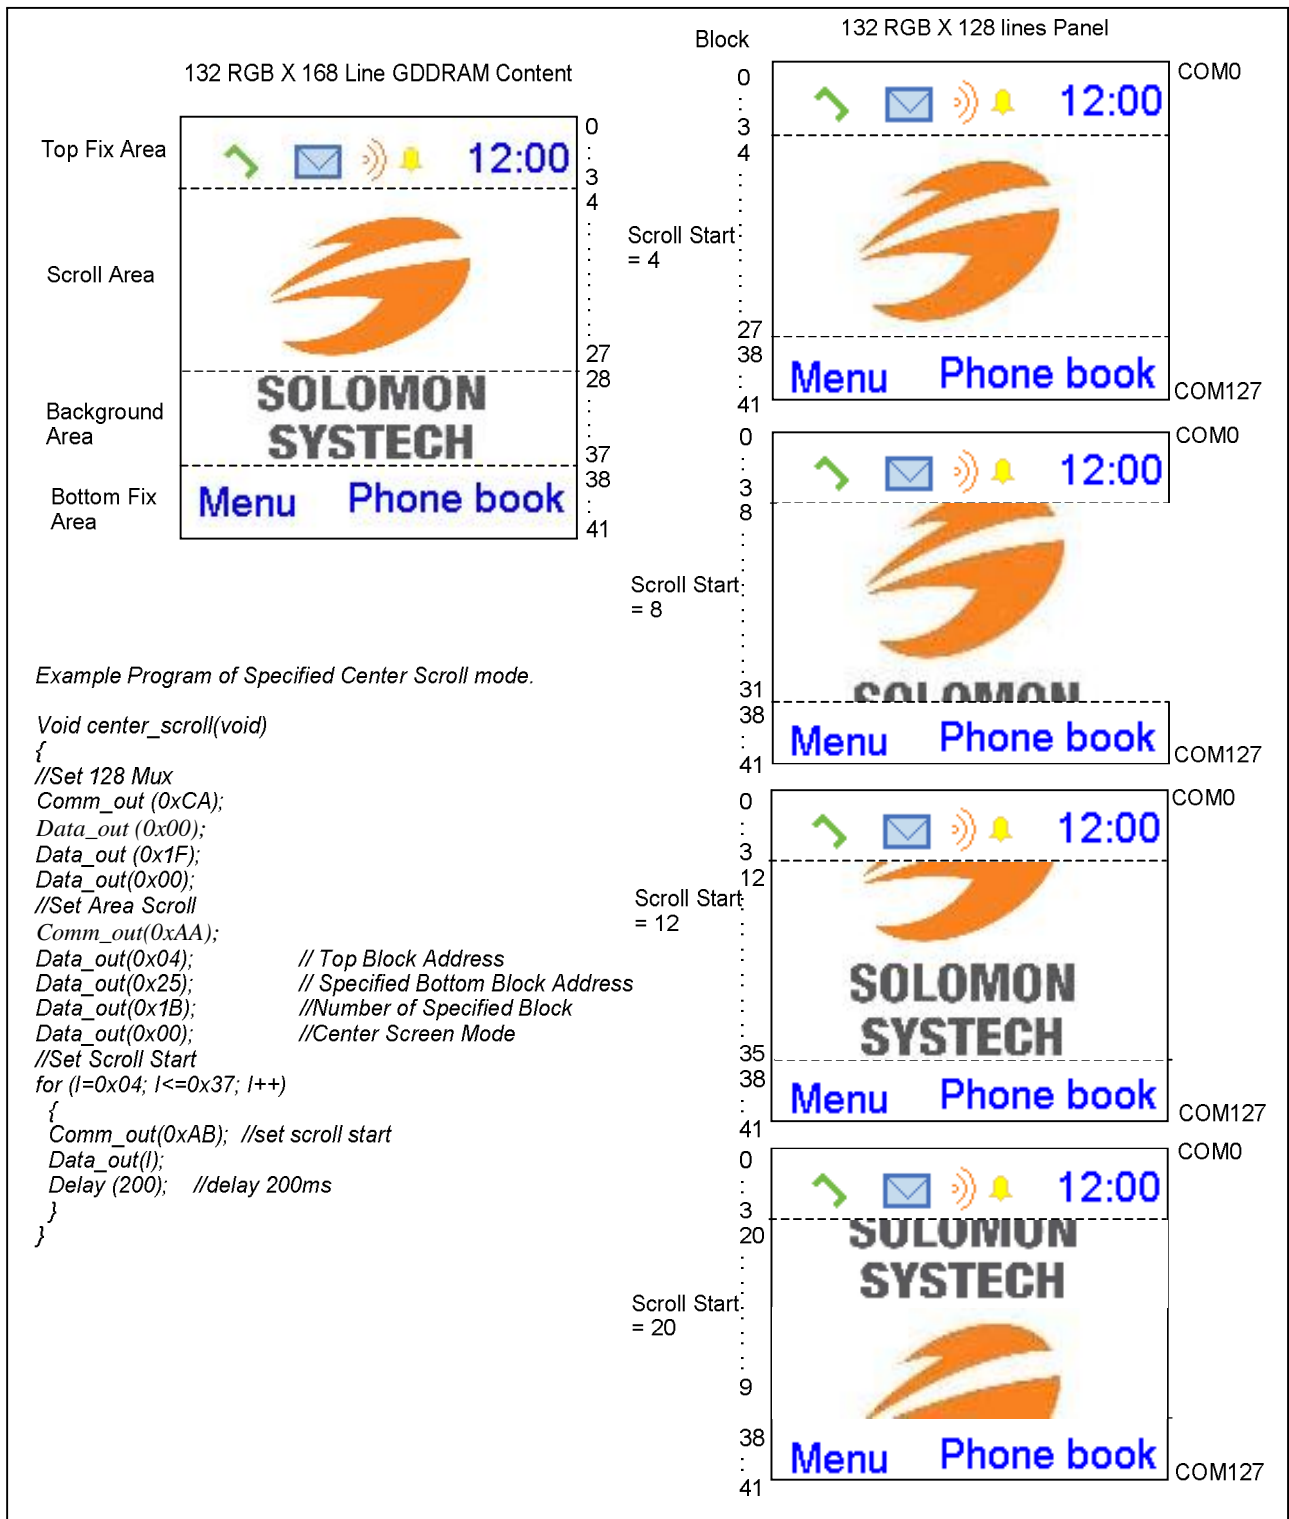 132 RGB X 168 Line GDDRAM Content
Top Fix Area
12:00
0
:
3
4
Scroll Area
27
28
SOLOMON
SYSTECH
Background
Area
37
38
Bottom Fix
Area
Menu Phone book
:
41
Example Program of Specified Center Scroll mode.
Void center_scroll(void)
{
//Set 128 Mux
Comm_out (0xCA);
Data_out (0x00);
Data_out (0x1F);
Data_out(0x00);
//Set Area Scroll
Comm_out(0xAA);
Data_out(0x04); // Top Block Address
Data_out(0x25); // Specified Bottom Block Address
Data_out(0x1B); //Number of Specified Block
Data_out(0x00); //Center Screen Mode
//Set Scroll Start
for (I=0x04; I<=0x37; I++)
{
Comm_out(0xAB); //set scroll start
Data_out(I);
Delay (200); //delay 200ms
}
}
132 RGB X 128 lines Panel
Block
0
:
3
4
12:00
COM0
Scroll Start
= 4
27
38
:
41
Menu Phone book
COM127
0
:
3
8
12:00
COM0
Scroll Start
= 8
31
SOLOMON
38
:
41
Menu Phone book
COM127
0
:
3
12
12:00
COM0
Scroll Start
= 12
SOLOMON
SYSTECH
35
38
:
41
Menu Phone book
COM127
0
:
3
20
12:00
COM0
SOLOMON
SYSTECH
Scroll Start
= 20
9
38
:
41
Menu Phone book
COM127